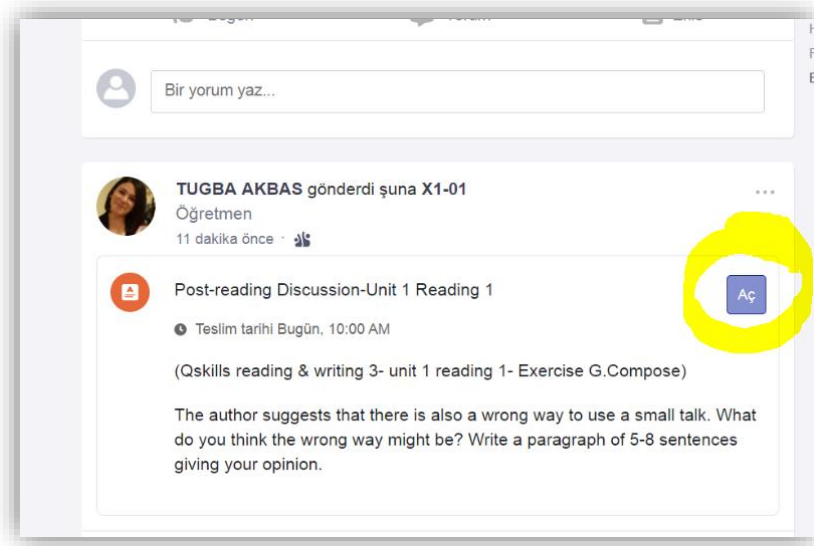 Bir yorum yaz...
TUGBA AKBAS gönderdi şuna X1-01
Öğretmen
11 dakika önce ·
Post-reading Discussion-Unit 1 Reading 1
Aç
Teslim tarihi Bugün, 10:00 AM
(Qskills reading & writing 3- unit 1 reading 1- Exercise G.Compose)
The author suggests that there is also a wrong way to use a small talk. What
do you think the wrong way might be? Write a paragraph of 5-8 sentences
giving your opinion.